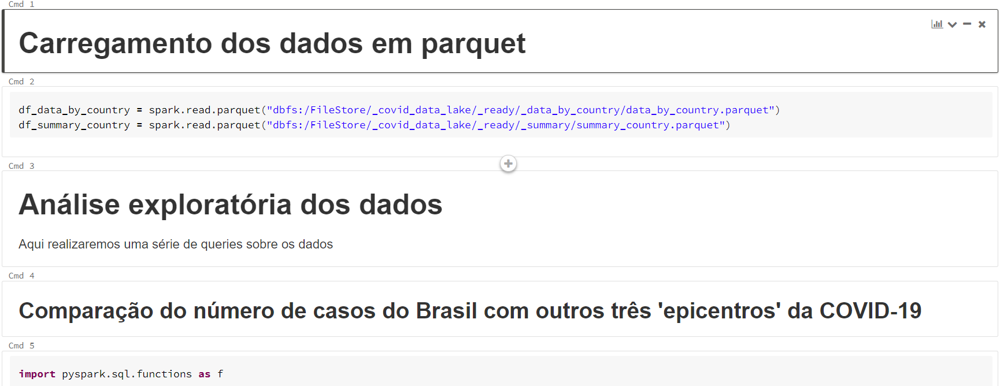 Cmd 1
Carregamento dos dados em parquet
Cmd 2
df_data_by_country = spark.read.parquet("dbfs:/FileStore/_covid_data_lake/_ready/_data_by_country/data_by_country.parquet")
df_summary_country = spark.read.parquet("dbfs:/FileStore/_covid_data_lake/_ready/_summary/summary_country.parquet")
Cmd 3
Análise exploratória dos dados
Aqui realizaremos uma série de queries sobre os dados
Cmd 4
Comparação do número de casos do Brasil com outros três 'epicentros' da COVID-19
Cmd 5
import pyspark.sql.functions as f